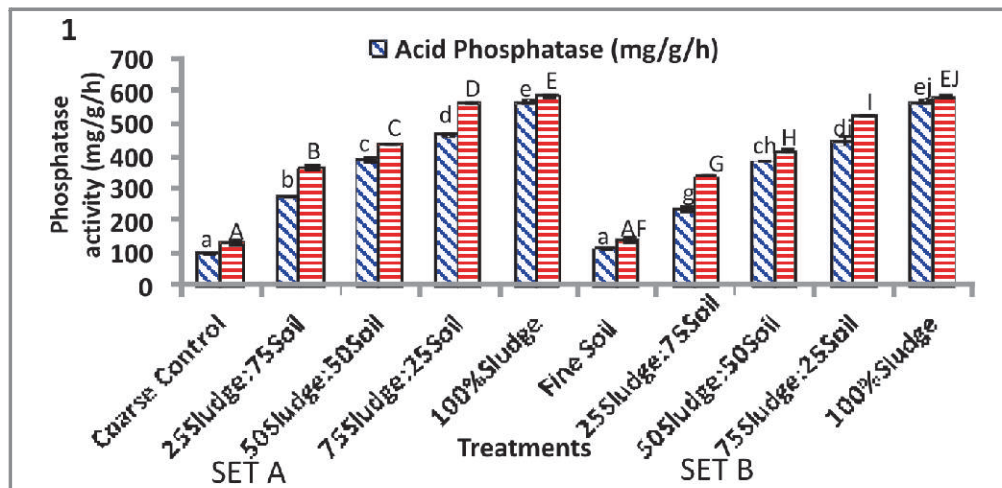 1
Acid Phosphatase (mg/g/h)
Phosphatase
activity (mg/g/h)
700
600
500
400
300
200
100
0
a A b B c C d D e E a AF g G ch H di I ej EJ
Coarse Control
25Sludge:75Soil
50Sludge:50Soil
75Sludge:25Soil
100%Sludge
Fine Soil
25Sludge:75Soil
50Sludge:50Soil
75Sludge:25Soil
100%Sludge
Treatments
SET A
SET B